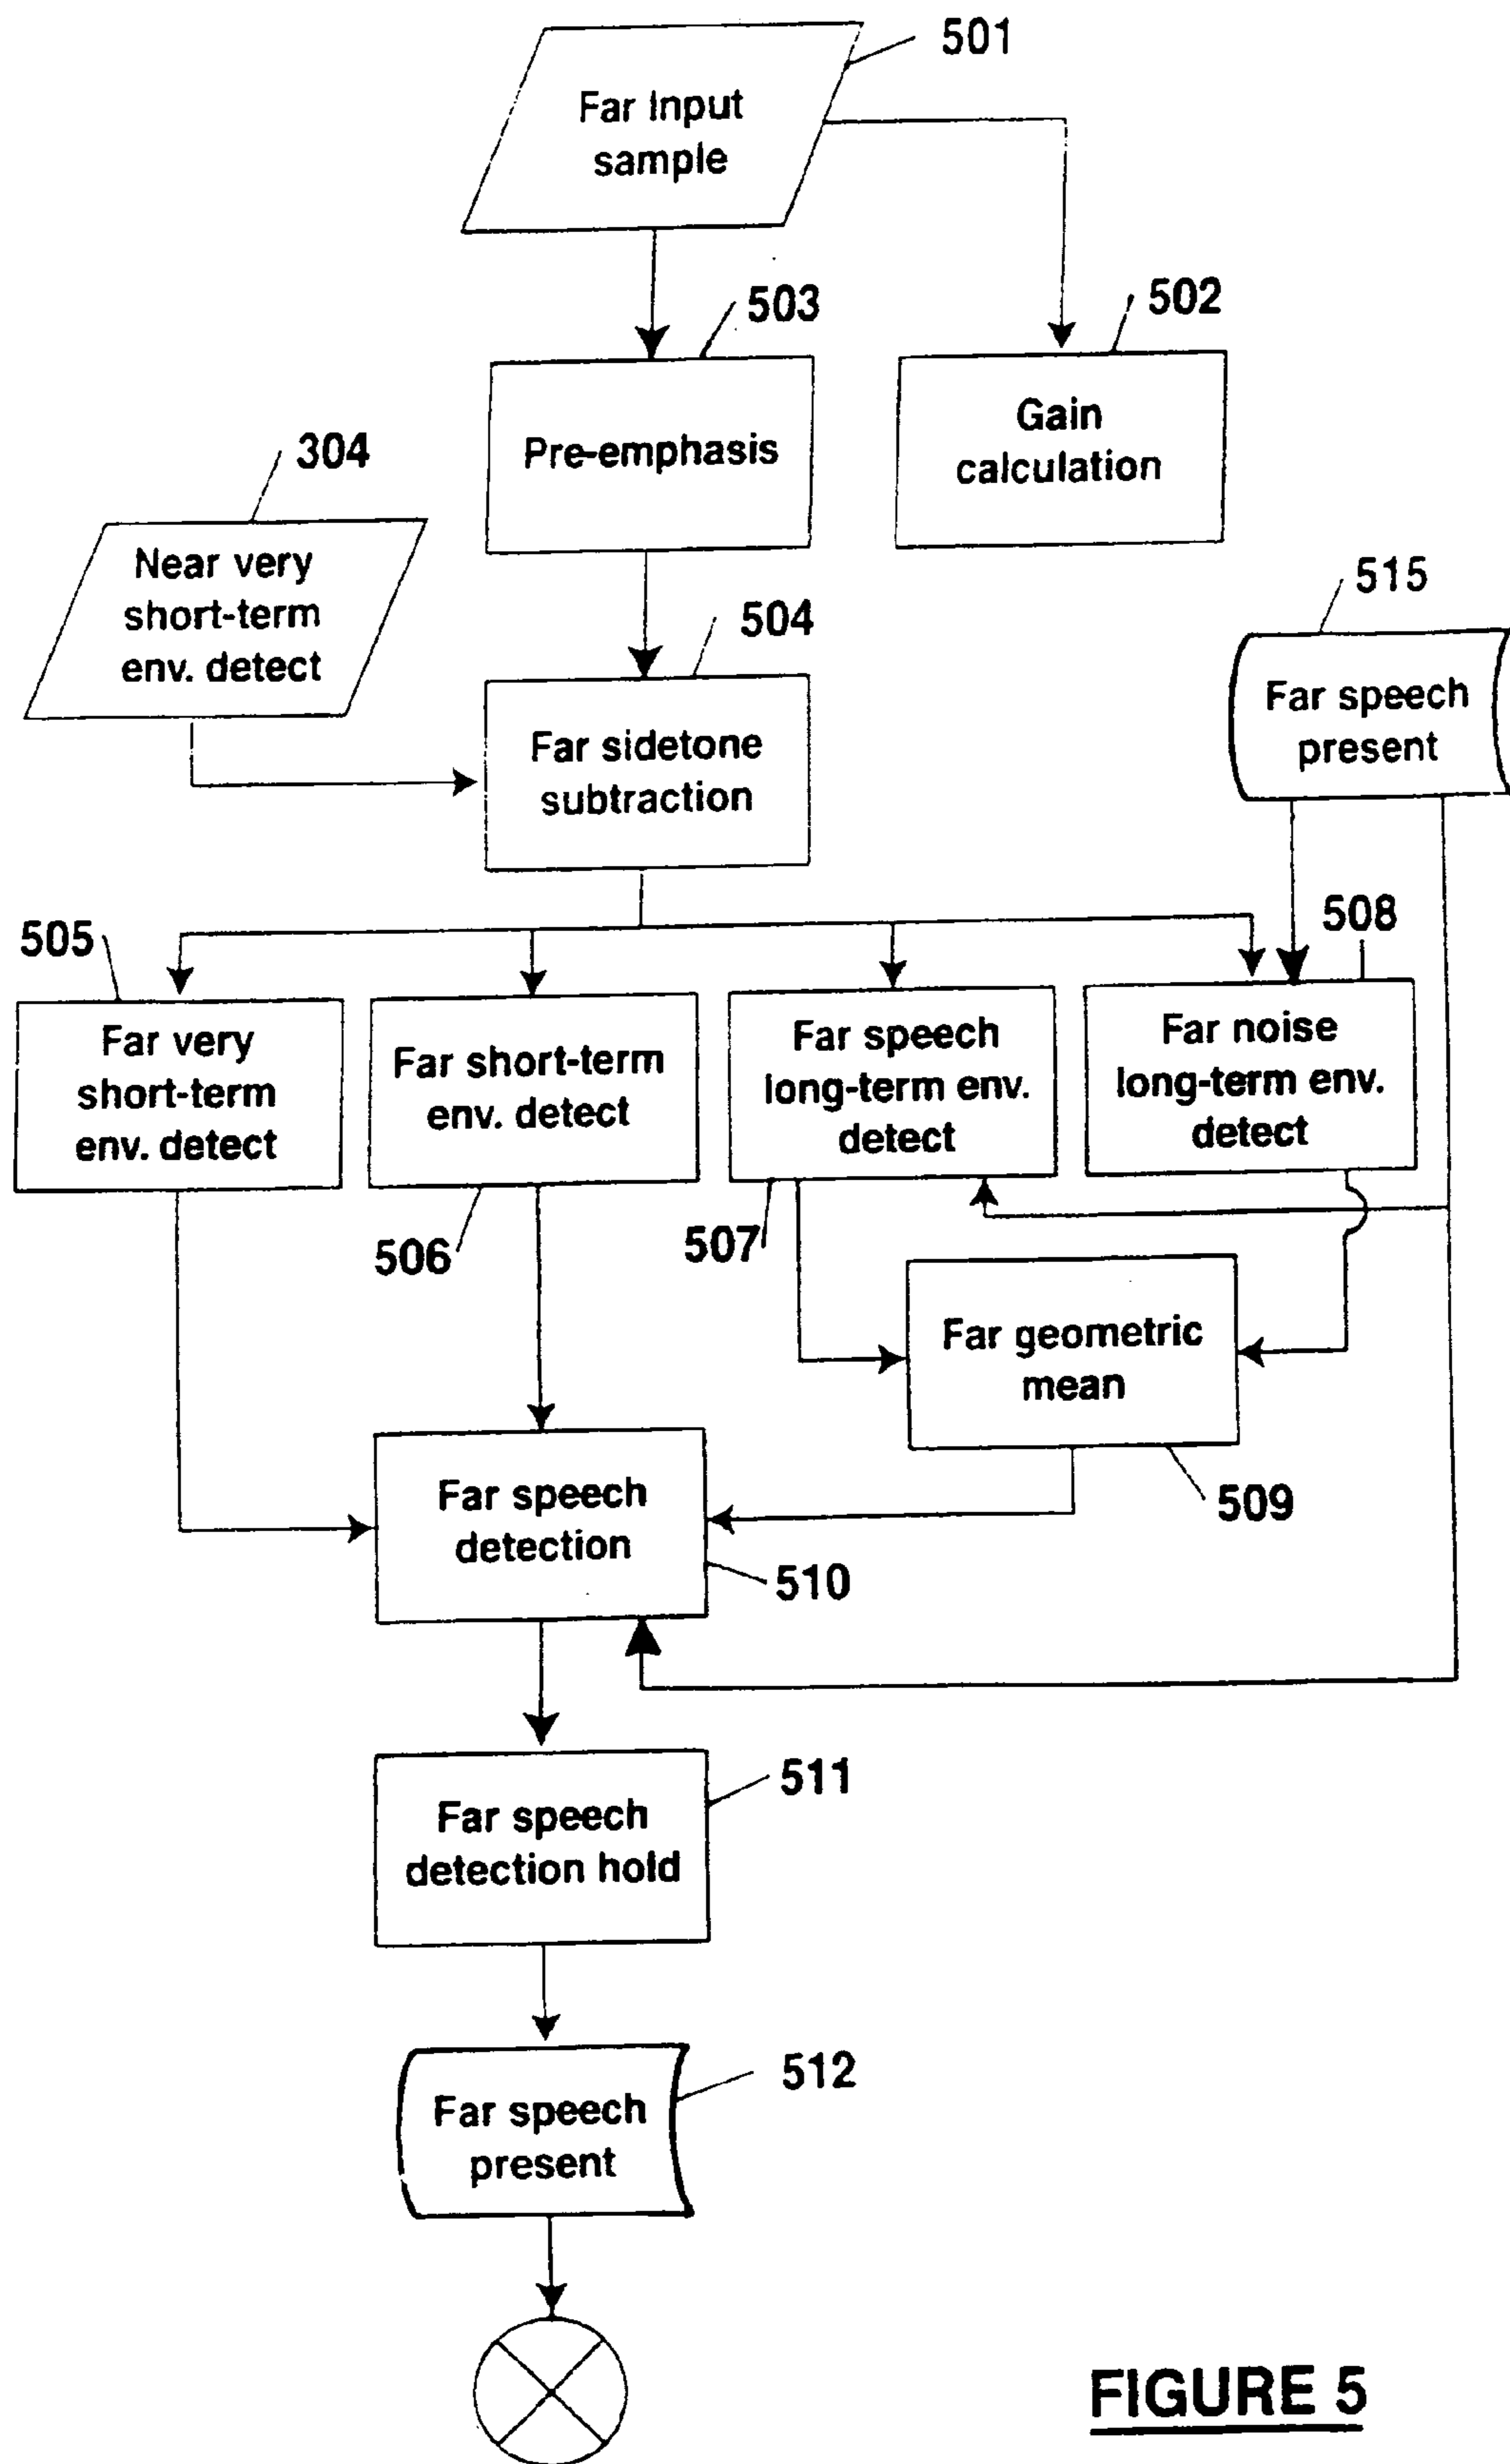 501
Far Input
sample
503
502
Pre-emphasis
Gain
calculation
304
Near very
short-term
env. detect
504
515
Far sidetone
subtraction
Far speech
present
505
508
Far very
short-term
env. detect
Far short-term
env. detect
Far speech
long-term env.
detect
Far noise
long-term env.
detect
506
507
Far geometric
mean
509
Far speech
detection
510
511
Far speech
detection hold
512
Far speech
present
FIGURE 5